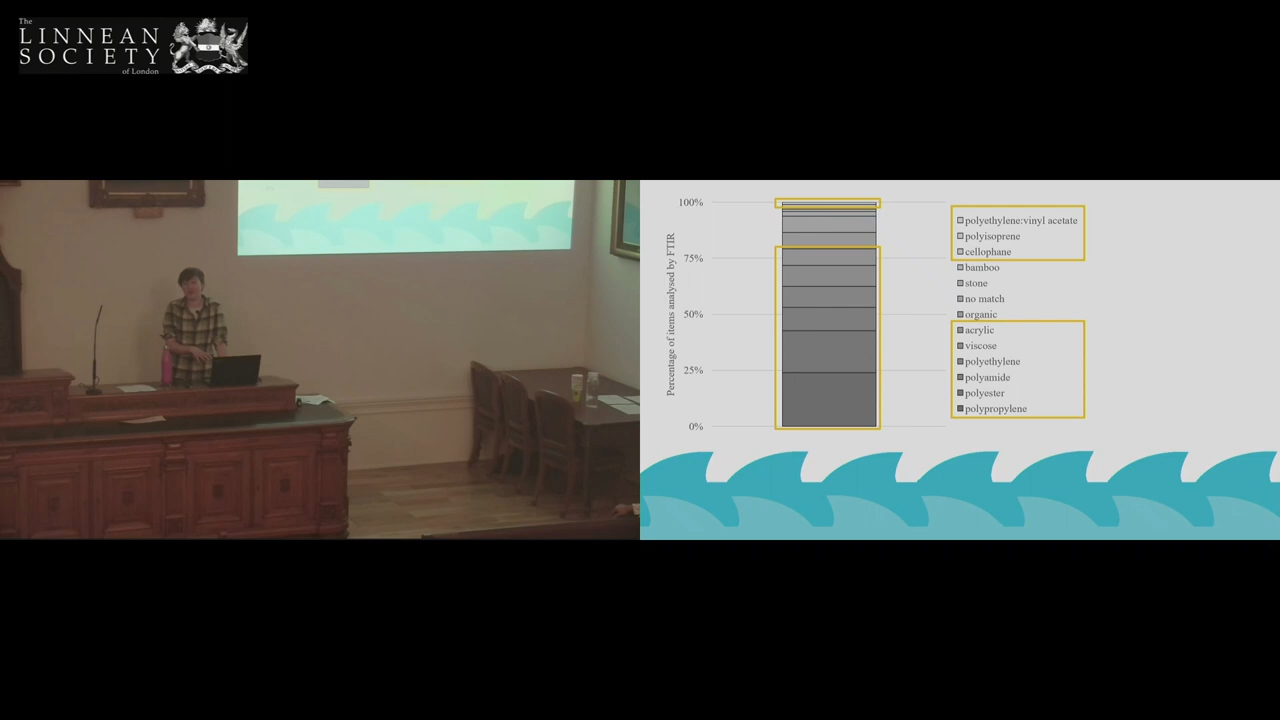 The
LINNEAN
SOCIETY
of London
100%
75%
50%
25%
0%
Percentage of items analysed by FTIR
polyethylene:vinyl acetate
polyisoprene
cellophane
bamboo
stone
no match
organic
acrylic
viscose
polyethylene
polyamide
polyester
polypropylene